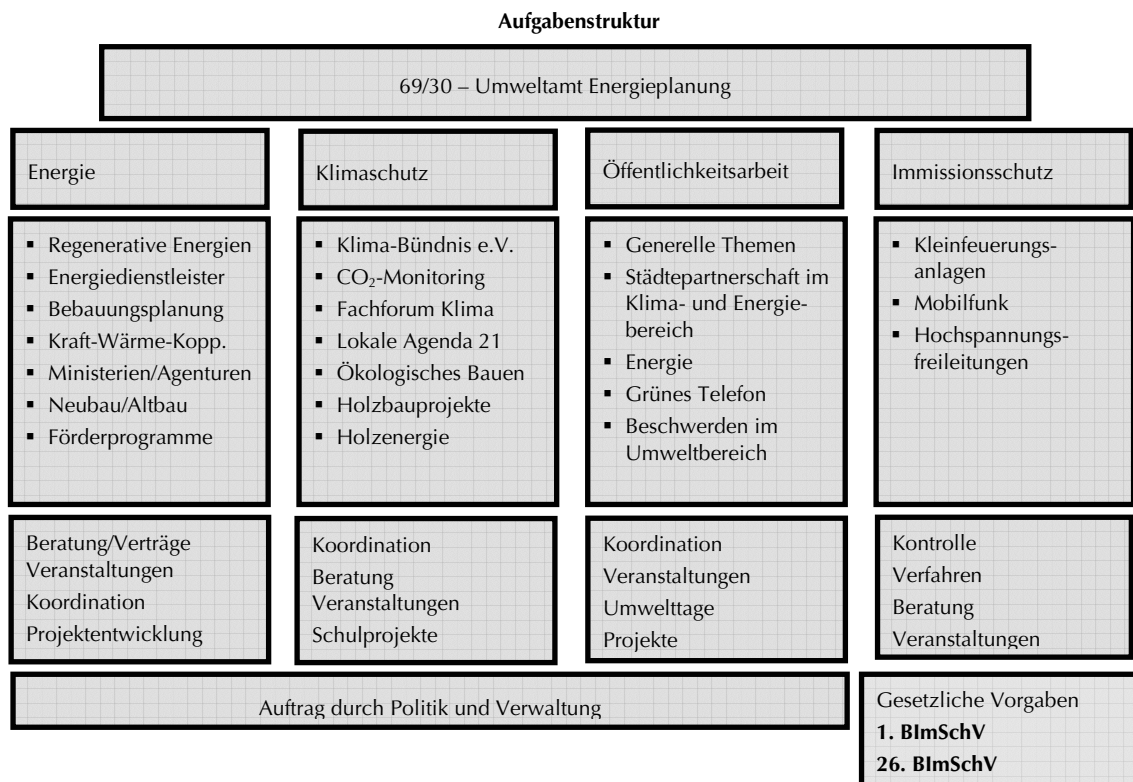 Aufgabenstruktur
69/30 – Umweltamt Energieplanung
Energie
▪ Regenerative Energien
▪ Energiedienstleister
▪ Bebauungsplanung
▪ Kraft-Wärme-Kopp.
▪ Ministerien/Agenturen
▪ Neubau/Altbau
▪ Förderprogramme
Beratung/Verträge
Veranstaltungen
Koordination
Projektentwicklung
Klimaschutz
▪ Klima-Bündnis e.V.
▪ CO₂-Monitoring
▪ Fachforum Klima
▪ Lokale Agenda 21
▪ Ökologisches Bauen
▪ Holzbauprojekte
▪ Holzenergie
Koordination
Beratung
Veranstaltungen
Schulprojekte
Öffentlichkeitsarbeit
▪ Generelle Themen
▪ Städtepartnerschaft im
Klima- und Energie-
bereich
▪ Energie
▪ Grünes Telefon
▪ Beschwerden im
Umweltbereich
Koordination
Veranstaltungen
Umwelttage
Projekte
Immissionsschutz
▪ Kleinfeuerungs-
anlagen
▪ Mobilfunk
▪ Hochspannungs-
freileitungen
Kontrolle
Verfahren
Beratung
Veranstaltungen
Auftrag durch Politik und Verwaltung
Gesetzliche Vorgaben
1. BImSchV
26. BImSchV